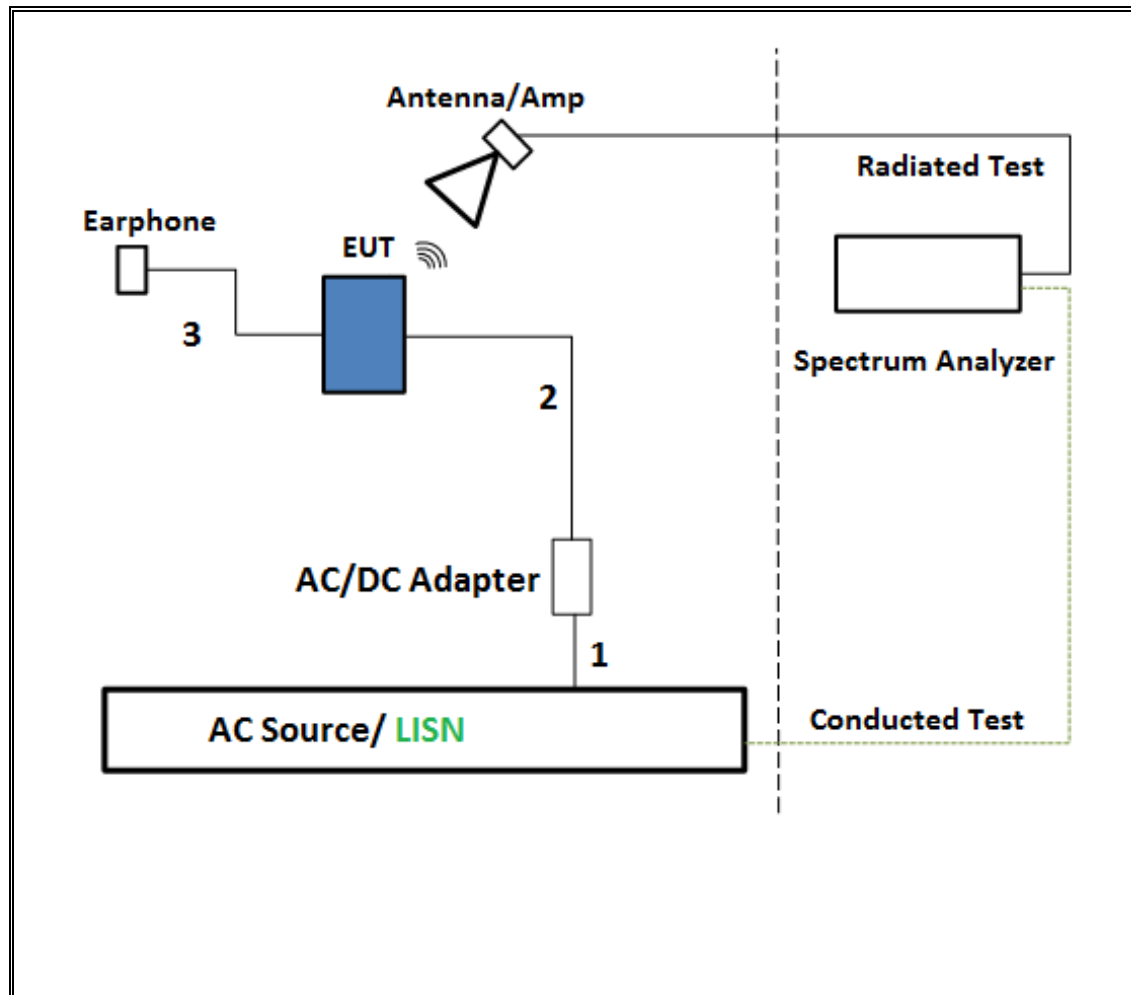 Antenna/Amp
Radiated Test
Earphone
EUT
3
Spectrum Analyzer
2
AC/DC Adapter
1
AC Source/ LISN
Conducted Test